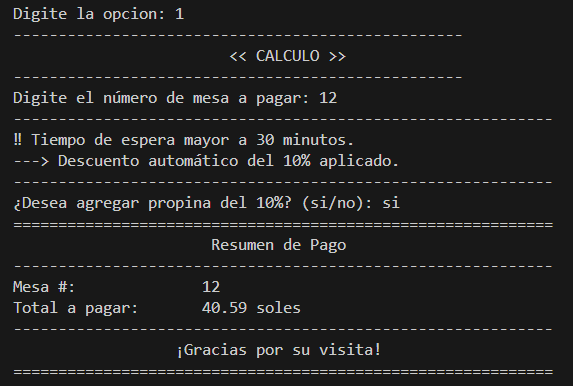 Digite la opcion: 1
--------------------------------------------------
<< CALCULO >>
--------------------------------------------------
Digite el número de mesa a pagar: 12
------------------------------------------------------------
‼ Tiempo de espera mayor a 30 minutos.
---> Descuento automático del 10% aplicado.
------------------------------------------------------------
¿Desea agregar propina del 10%? (si/no): si
============================================================
Resumen de Pago
------------------------------------------------------------
Mesa #: 12
Total a pagar: 40.59 soles
------------------------------------------------------------
¡Gracias por su visita!
============================================================